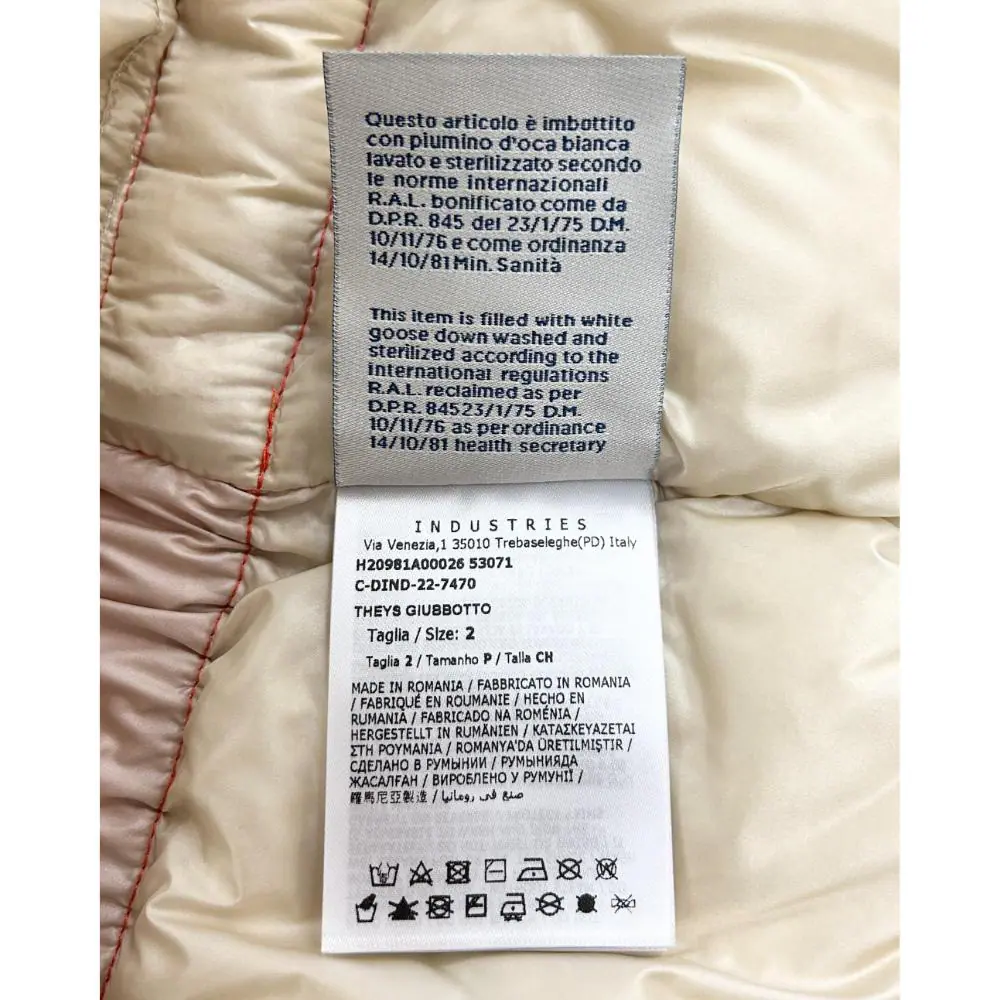 Questo articolo è imbottito
con piumino d'oca bianca
lavato e sterilizzato secondo
le norme internazionali
R.A.L. bonificato come da
D.P.R. 845 del 23/1/75 D.M.
10/11/76 e come ordinanza
14/10/81 Min. Sanità
This item is filled with white
goose down washed and
sterilized according to the
international regulations
R.A.L. reclaimed as per
D.P.R. 84523/1/75 D.M.
10/11/76 as per ordinance
14/10/81 health secretary
INDUSTRIES
Via Venezia,1 35010 Trebaseleghe(PD) Italy
H20981A00026 53071
C-DIND-22-7470
THEYS GIUBBOTTO
Taglia / Size: 2
Taglia 2 / Tamanho P / Talla CH
MADE IN ROMANIA / FABBRICATO IN ROMANIA
/ FABRIQUÉ EN ROUMANIE / HECHO EN
RUMANIA / FABRICADO NA ROMÉNIA /
HERGESTELLT IN RUMÄNIEN / ΚΑΤΑΣΚΕΥΑΖΕΤΑΙ
ΣΤΗ ΡΟΥΜΑΝΙΑ / ROMANYA'DA ÜRETILMIŞTIR /
СДЕЛАНО В РУМЫНИИ / РУМЫНИЯДА
ЖАСАЛҒАН / ВИРОБЛЕНО У РУМУНІЇ /
羅馬尼亞製造 / صنع في رومانيا